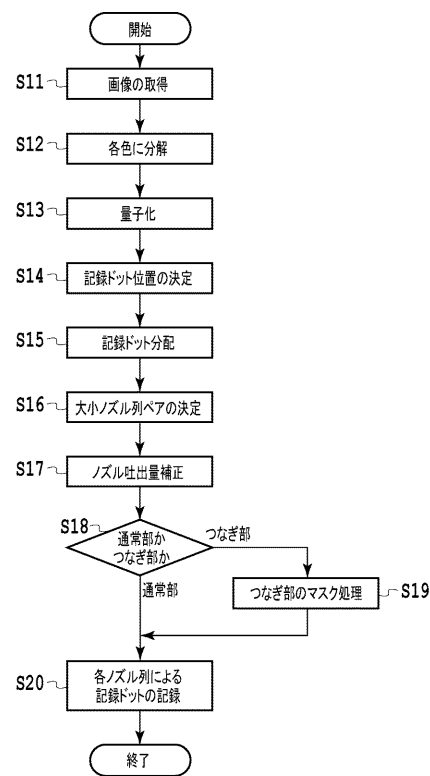 開始
S11
画像の取得
S12
各色に分解
S13
量子化
S14
記録ドット位置の決定
S15
記録ドット分配
S16
大小ノズル列ペアの決定
S17
ノズル吐出量補正
S18
通常部か
つなぎ部か
つなぎ部
通常部
つなぎ部のマスク処理
S19
S20
各ノズル列による
記録ドットの記録
終了